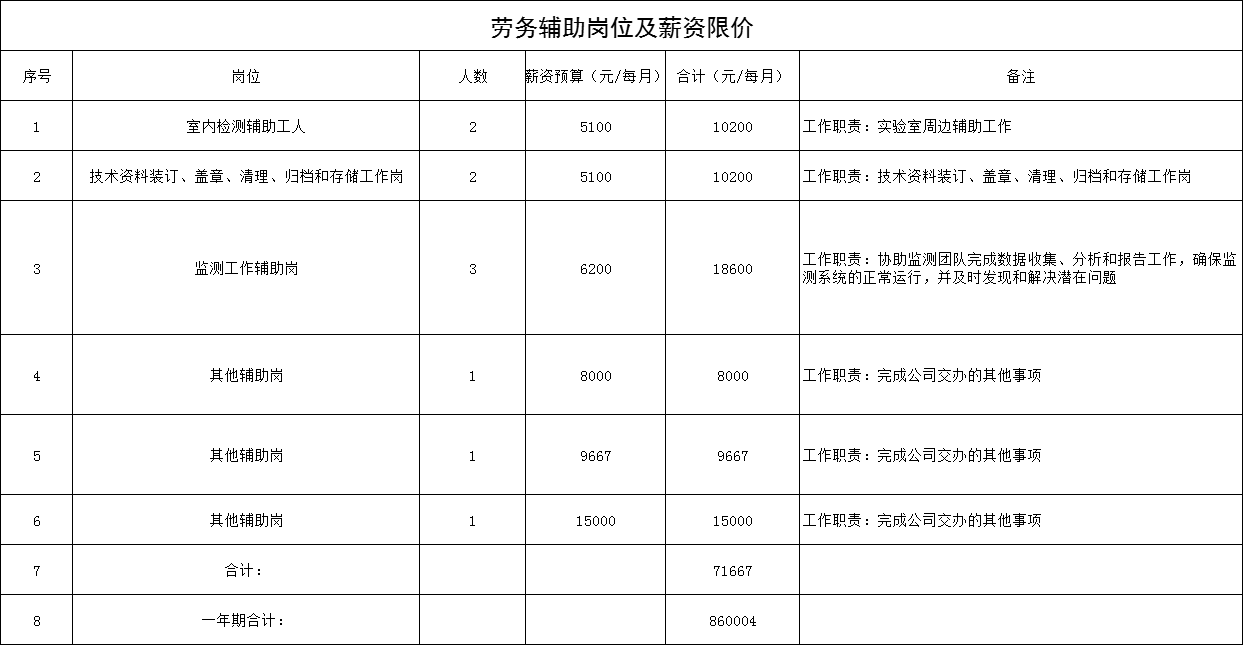 劳务辅助岗位及薪资限价
序号 岗位 人数 薪资预算（元/每月） 合计（元/每月） 备注
1 室内检测辅助工人 2 5100 10200 工作职责：实验室周边辅助工作
2 技术资料装订、盖章、清理、归档和存储工作岗 2 5100 10200 工作职责：技术资料装订、盖章、清理、归档和存储工作岗
3 监测工作辅助岗 3 6200 18600 工作职责：协助监测团队完成数据收集、分析和报告工作，确保监
测系统的正常运行，并及时发现和解决潜在问题
4 其他辅助岗 1 8000 8000 工作职责：完成公司交办的其他事项
5 其他辅助岗 1 9667 9667 工作职责：完成公司交办的其他事项
6 其他辅助岗 1 15000 15000 工作职责：完成公司交办的其他事项
7 合计： 71667
8 一年期合计： 860004